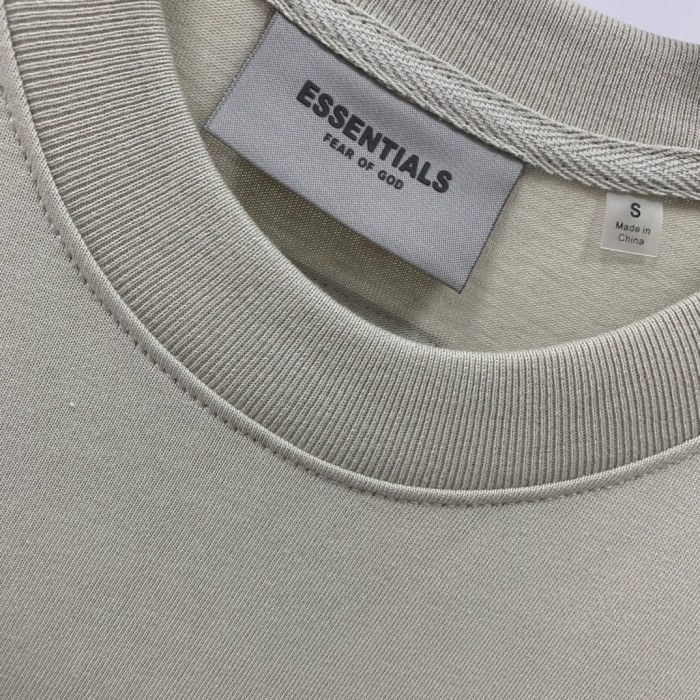 ESSENTIALS
FEAR OF GOD
S
Made in
China